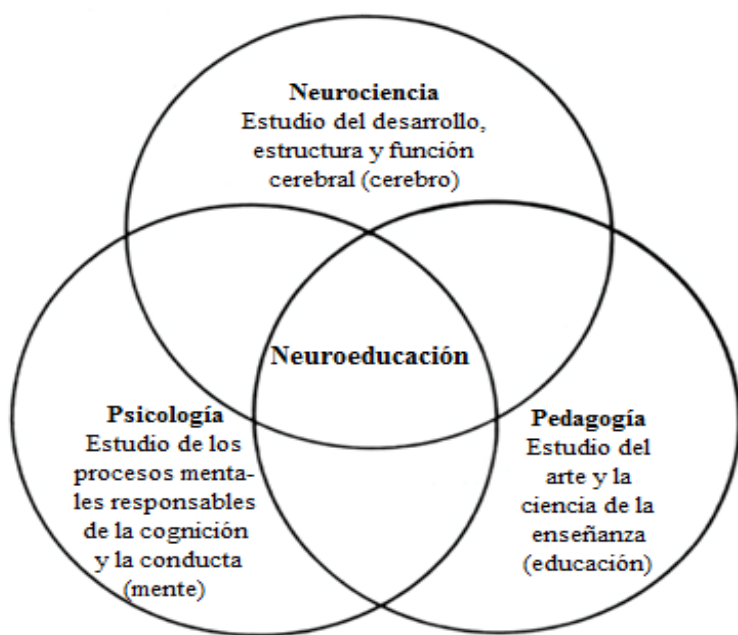 Neurociencia
Estudio del desarrollo,
estructura y función
cerebral (cerebro)
Neuroeducación
Psicología
Estudio de los
procesos menta-
les responsables
de la cognición
y la conducta
(mente)
Pedagogía
Estudio del
arte y la
ciencia de la
enseñanza
(educación)